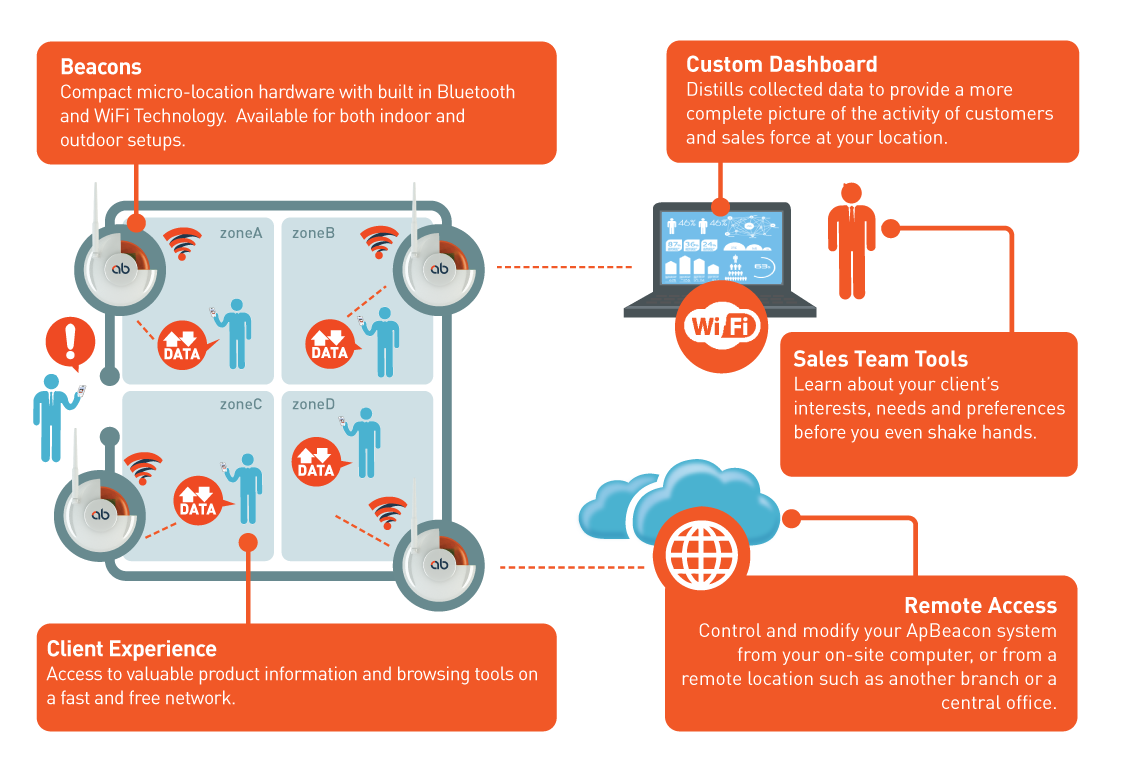 Beacons
Compact micro-location hardware with built in Bluetooth
and WiFi Technology.  Available for both indoor and
outdoor setups.
Custom Dashboard
Distills collected data to provide a more
complete picture of the activity of customers
and sales force at your location.
zoneA
zoneB
ab
ab
DATA
DATA
46%
46%
63%
Wi Fi
Sales Team Tools
Learn about your client's
interests, needs and preferences
before you even shake hands.
zoneC
zoneD
DATA
DATA
ab
ab
Remote Access
Control and modify your ApBeacon system
from your on-site computer, or from a
remote location such as another branch or a
central office.
Client Experience
Access to valuable product information and browsing tools on
a fast and free network.